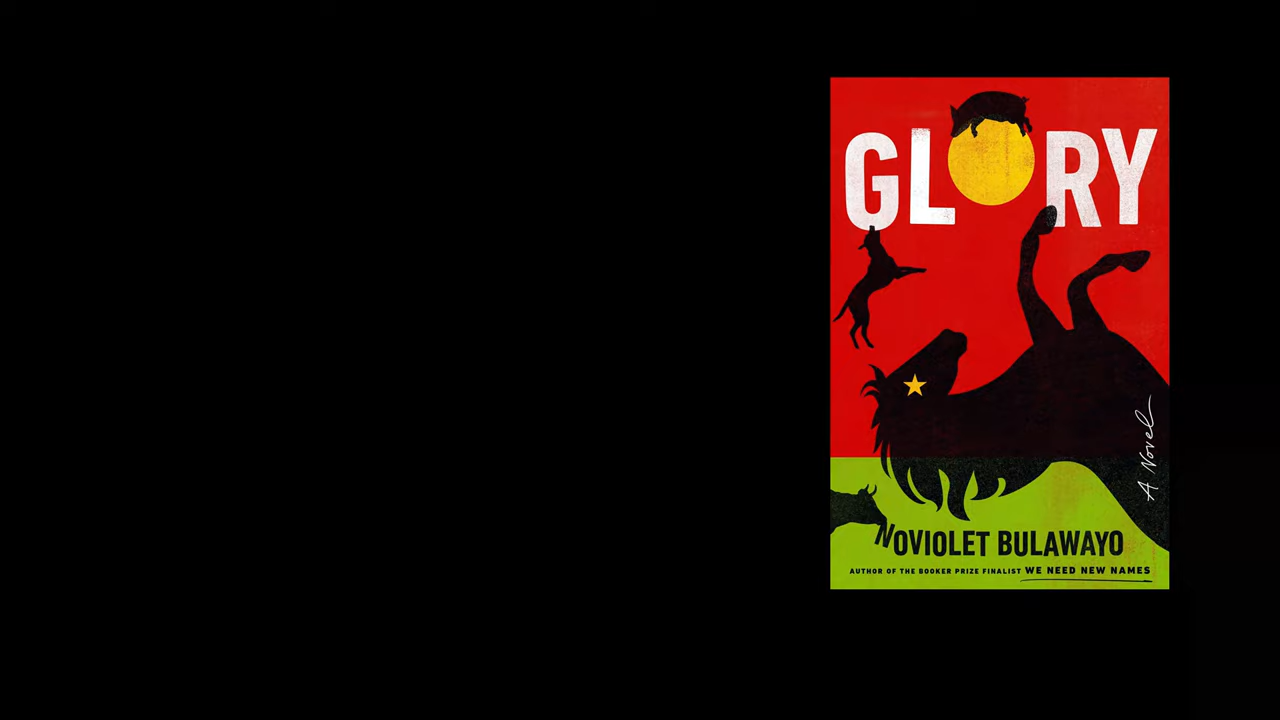 GLORY
A Novel
NOVIOLET BULAWAYO
AUTHOR OF THE BOOKER PRIZE FINALIST WE NEED NEW NAMES